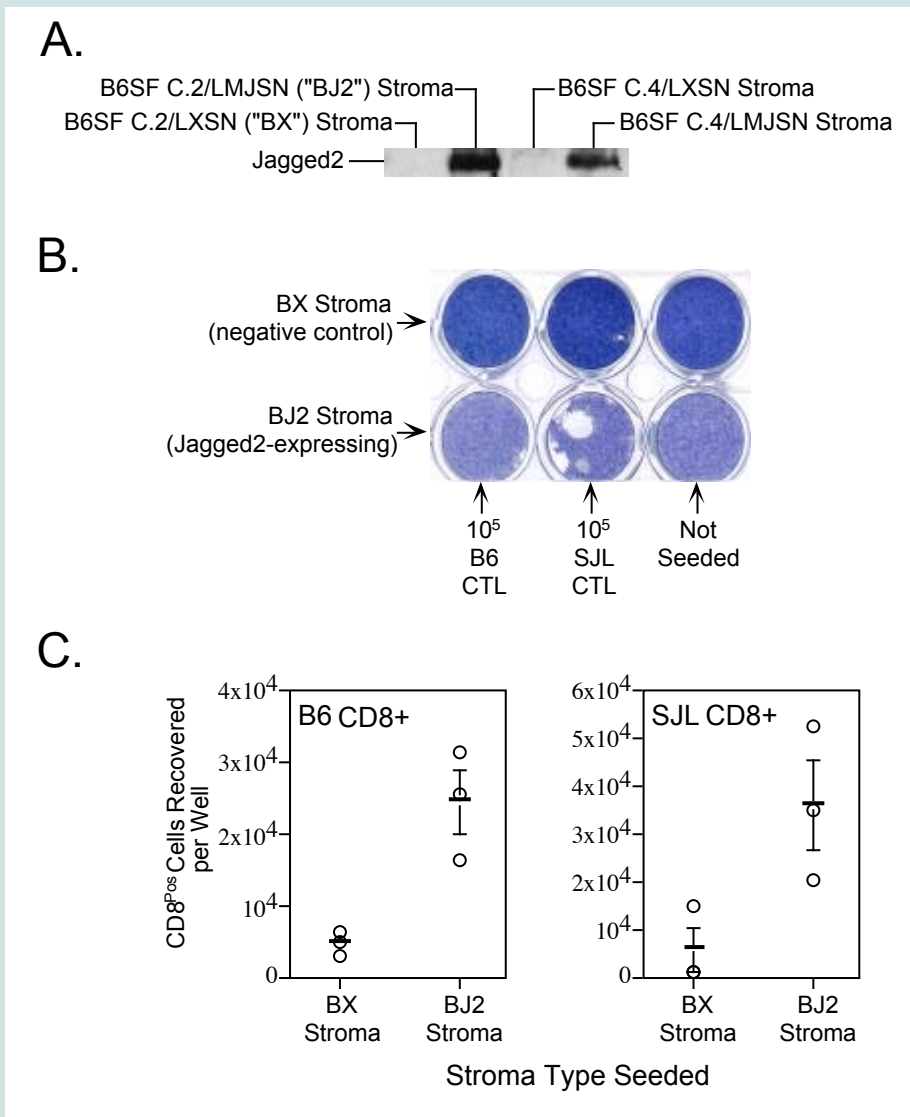 A.
B6SF C.2/LMJSN ("BJ2") Stroma
B6SF C.4/LXSN Stroma
B6SF C.2/LXSN ("BX") Stroma
B6SF C.4/LMJSN Stroma
Jagged2
B.
BX Stroma
(negative control)
BJ2 Stroma
(Jagged2-expressing)
10⁵
B6
CTL
10⁵
SJL
CTL
Not
Seeded
C.
CD8ᴾᵒˢ Cells Recovered
per Well
4x10⁴
3x10⁴
2x10⁴
10⁴
0
B6 CD8+
BX
Stroma
BJ2
Stroma
6x10⁴
5x10⁴
4x10⁴
3x10⁴
2x10⁴
10⁴
0
SJL CD8+
BX
Stroma
BJ2
Stroma
Stroma Type Seeded